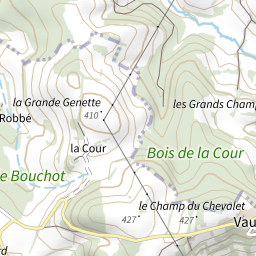 la Grande Genette
les Grands Champ
410
Robbé
la Cour
Bois de la Cour
e Bouchot
le Champ du Chevalet
427
427
Vau
rd